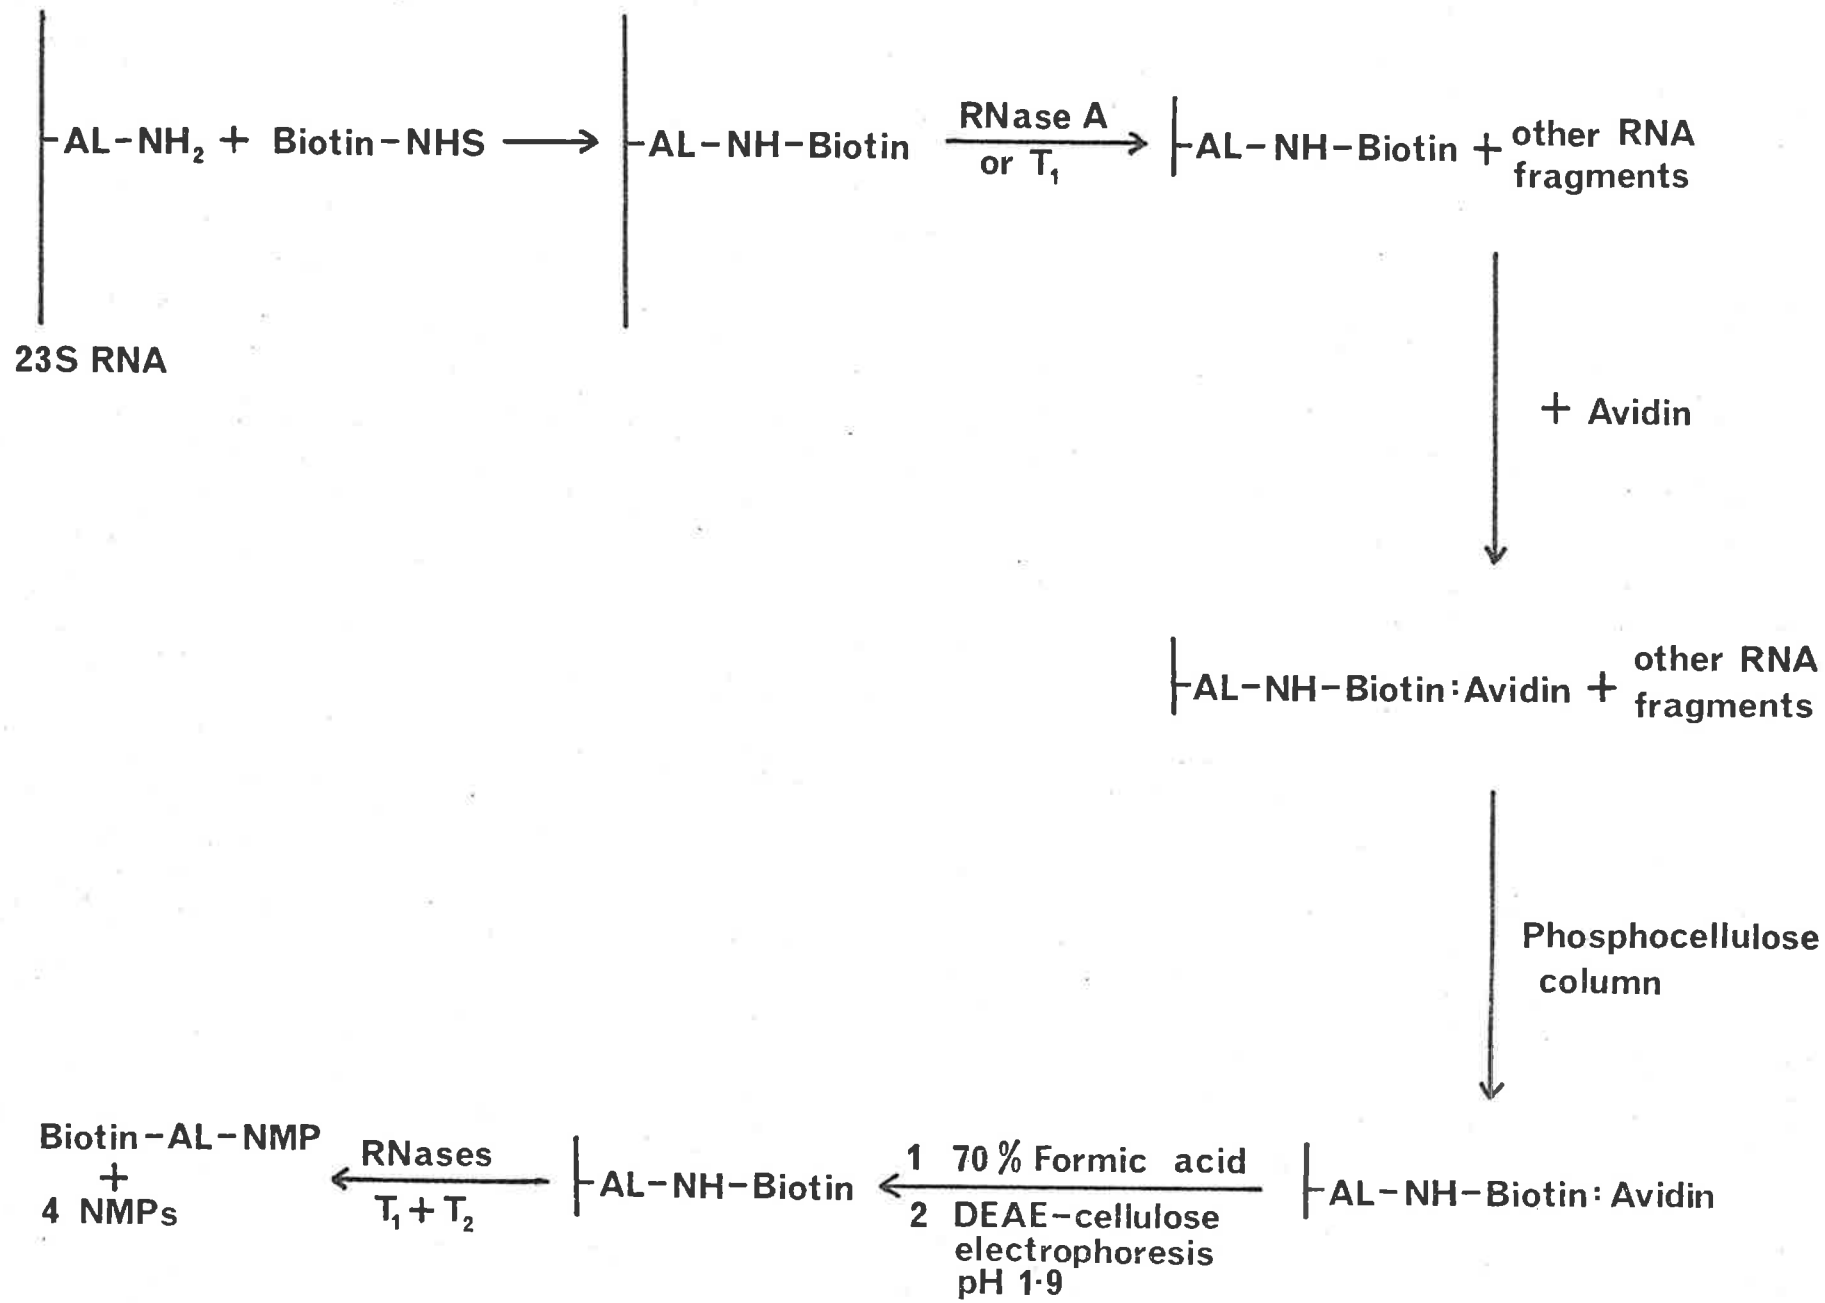 AL-NH₂ + Biotin-NHS
AL-NH-Biotin
RNase A
or T₁
AL-NH-Biotin +
other RNA
fragments
23S RNA
+ Avidin
AL-NH-Biotin:Avidin +
other RNA
fragments
Phosphocellulose
column
AL-NH-Biotin:Avidin
1 70% Formic acid
2 DEAE-cellulose
electrophoresis
pH 1·9
AL-NH-Biotin
RNases
T₁+T₂
Biotin-AL-NMP
+
4 NMPs